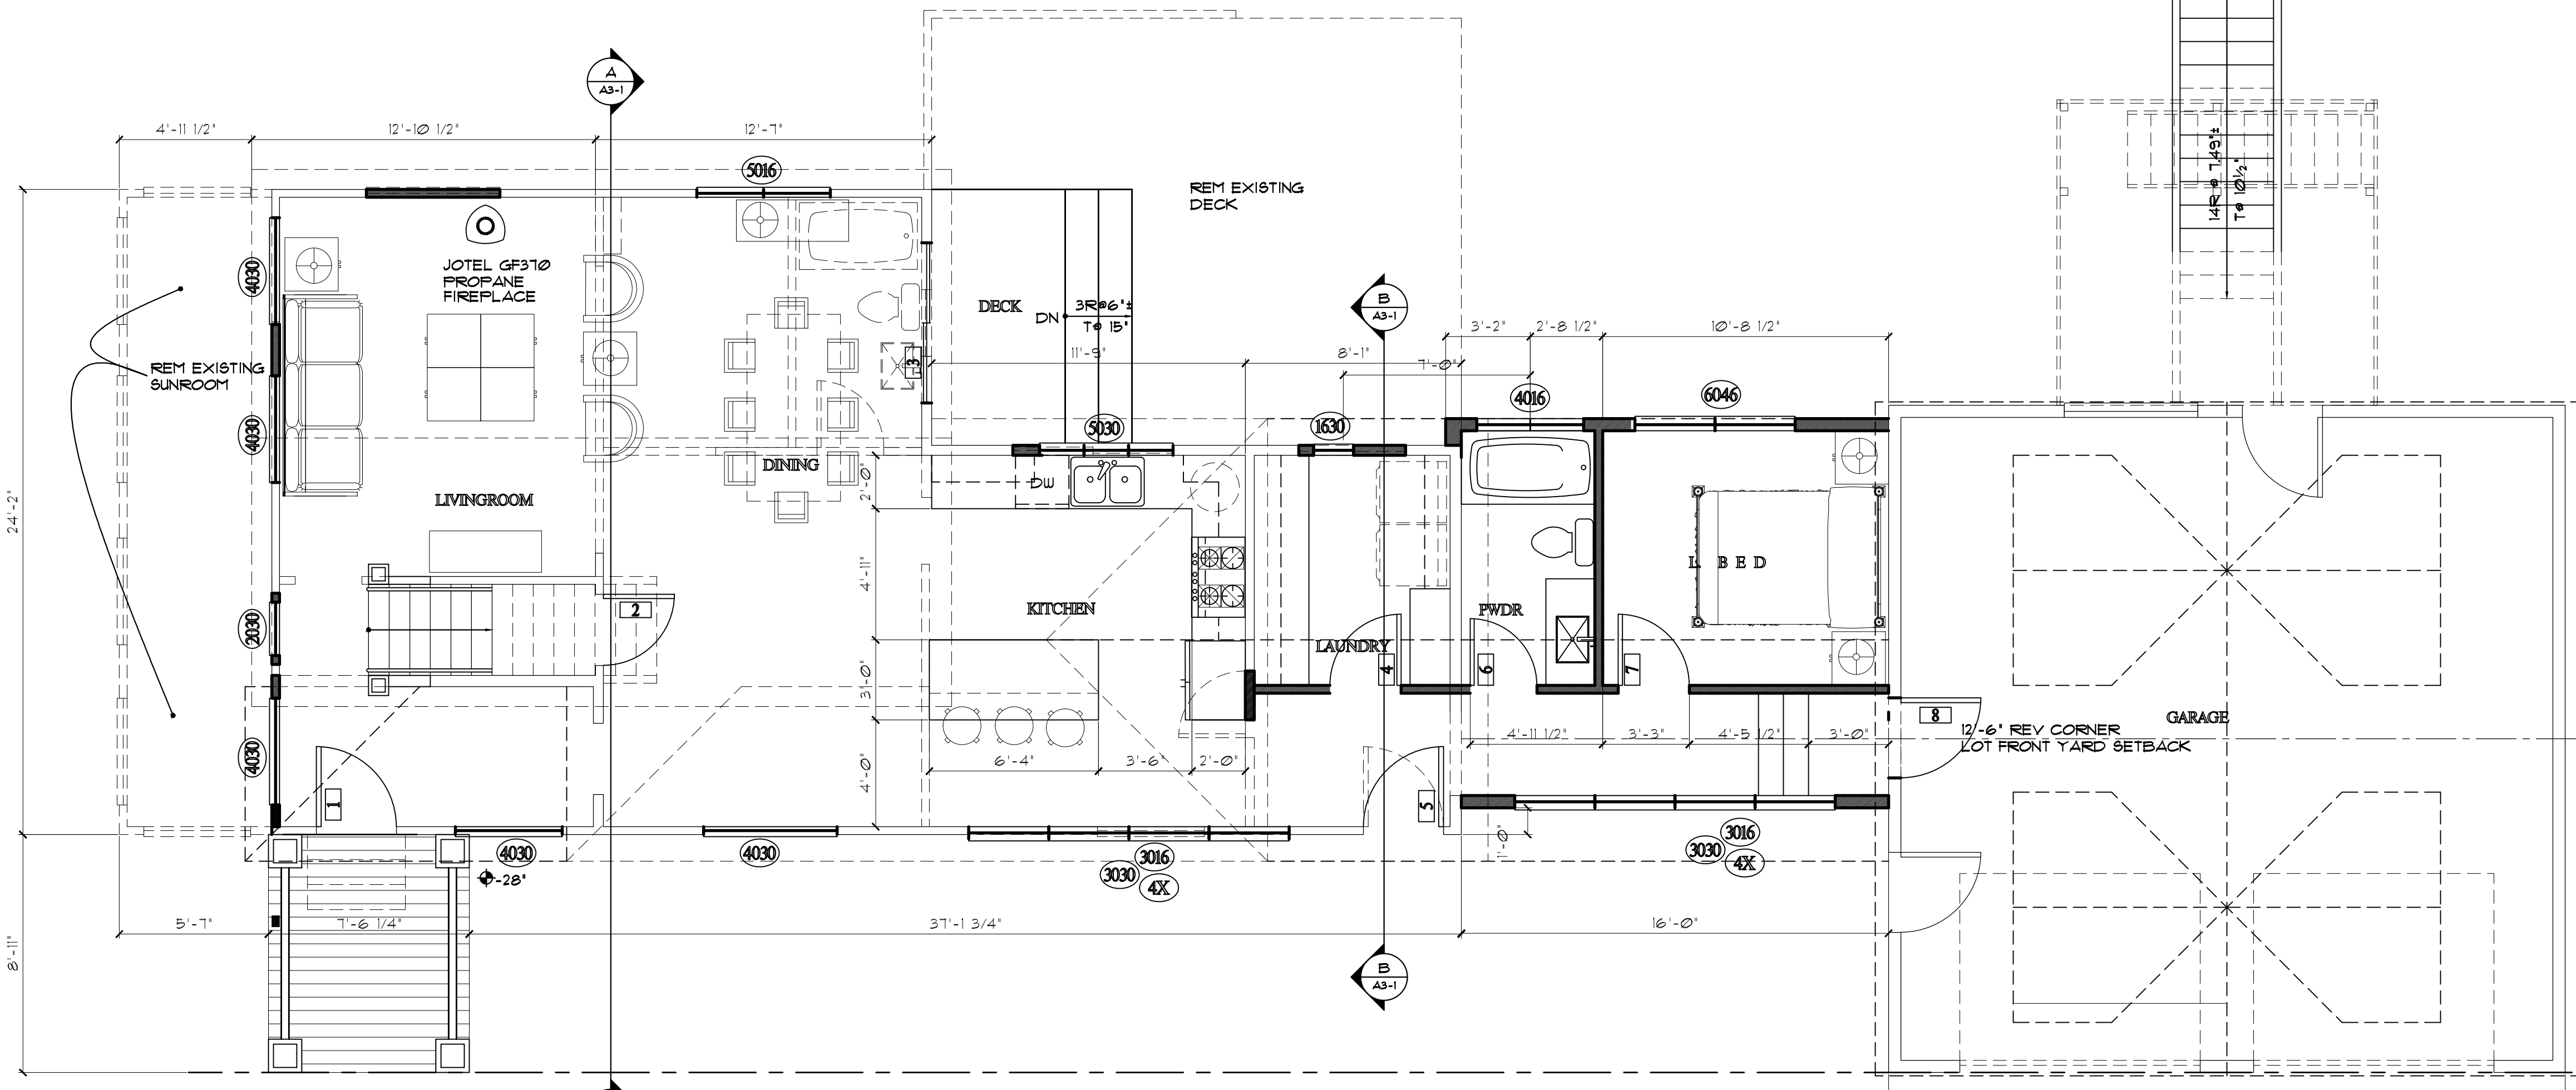 A
A3-1
4'-11 1/2"
12'-10 1/2"
12'-7"
5016
REM EXISTING
DECK
14R @ 7.49"±
T@ 10½"
4030
JOTEL GF370
PROPANE
FIREPLACE
DECK
DN
3R@6"±
T@ 15"
B
A3-1
3'-2"
2'-8 1/2"
10'-8 1/2"
11'-9"
8'-1"
7'-0"
3
REM EXISTING
SUNROOM
4016
6046
4030
5030
1630
DINING
2'-0"
DW
LIVINGROOM
24'-2"
4'-11"
L BED
2030
2
KITCHEN
PWDR
LAUNDRY
4
6
7
3'-0"
8
GARAGE
12'-6" REV CORNER
LOT FRONT YARD SETBACK
4'-11 1/2"
3'-3"
4'-5 1/2"
3'-0"
4030
6'-4"
3'-6"
2'-0"
4'-0"
1
5
1'-0"
4030
4030
3016
3030
4X
3016
3030
4X
-28"
5'-7"
7'-6 1/4"
37'-1 3/4"
16'-0"
8'-11"
B
A3-1